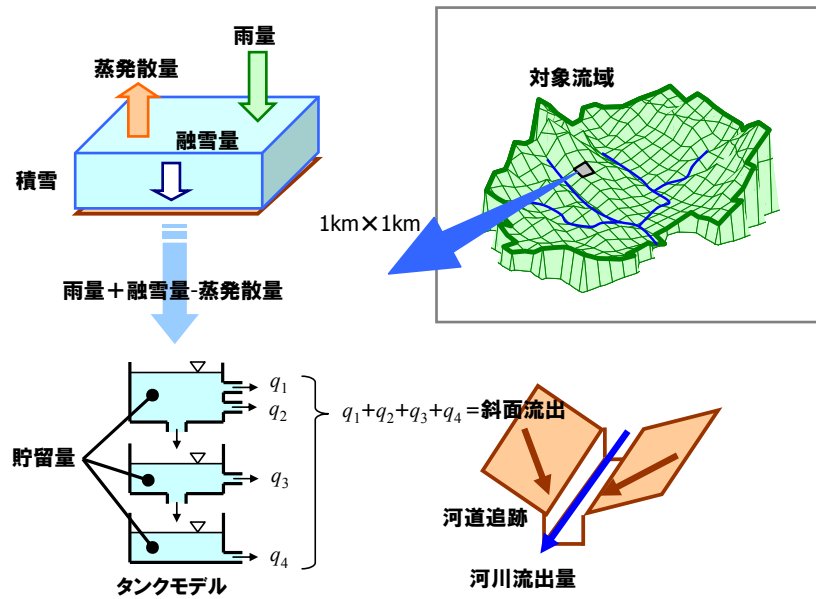 雨量
蒸発散量
対象流域
融雪量
積雪
1km×1km
雨量＋融雪量-蒸発散量
q1
q2
q1+q2+q3+q4=斜面流出
貯留量
q3
河道追跡
q4
タンクモデル
河川流出量